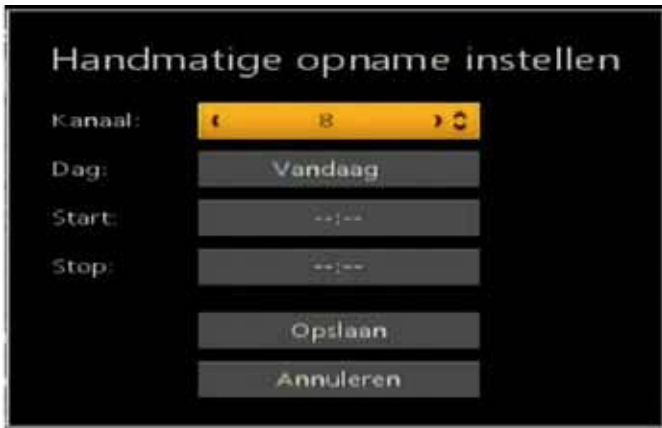 Handmatige opname instellen
Kanaal: 8
Dag: Vandaag
Start: --:--
Stop: --:--
Opslaan
Annuleren